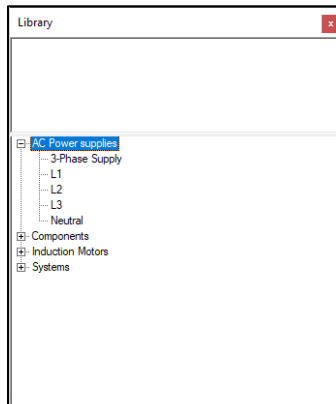 Library
x
AC Power supplies
3-Phase Supply
L1
L2
L3
Neutral
Components
Induction Motors
Systems